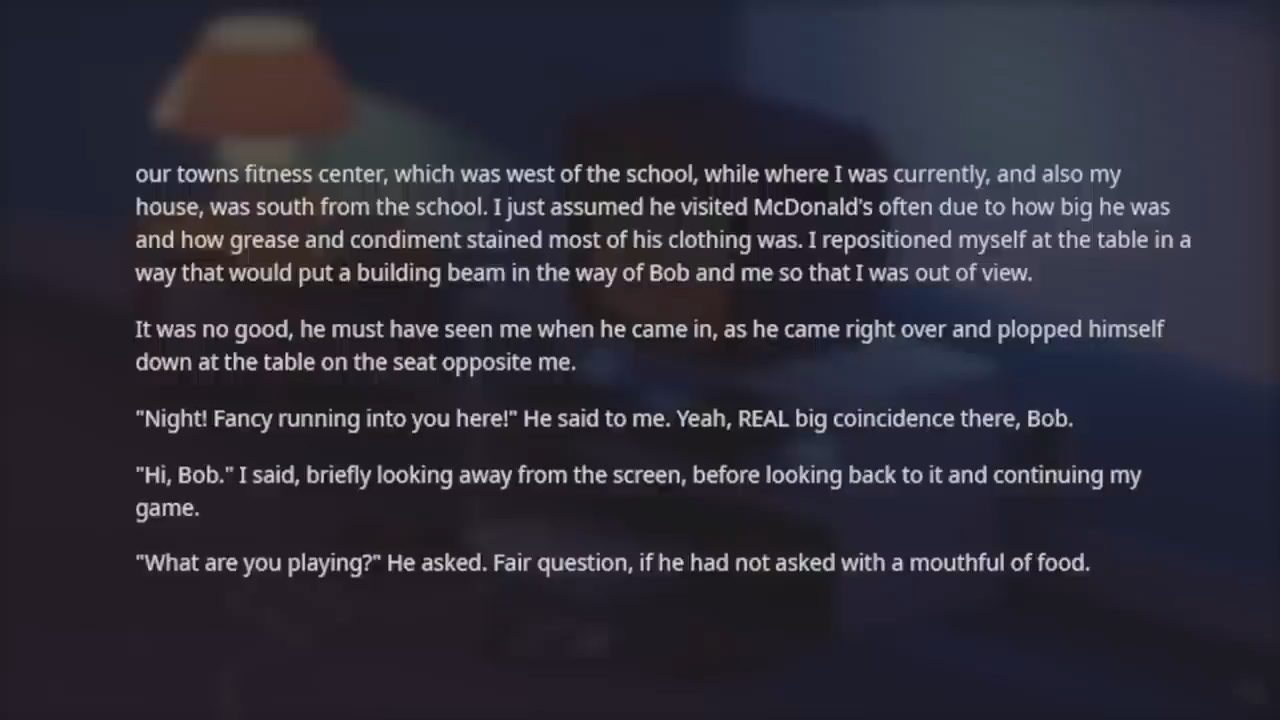 our towns fitness center, which was west of the school, while where I was currently, and also my
house, was south from the school. I just assumed he visited McDonald's often due to how big he was
and how grease and condiment stained most of his clothing was. I repositioned myself at the table in a
way that would put a building beam in the way of Bob and me so that I was out of view.
It was no good, he must have seen me when he came in, as he came right over and plopped himself
down at the table on the seat opposite me.
"Night! Fancy running into you here!" He said to me. Yeah, REAL big coincidence there, Bob.
"Hi, Bob." I said, briefly looking away from the screen, before looking back to it and continuing my
game.
"What are you playing?" He asked. Fair question, if he had not asked with a mouthful of food.